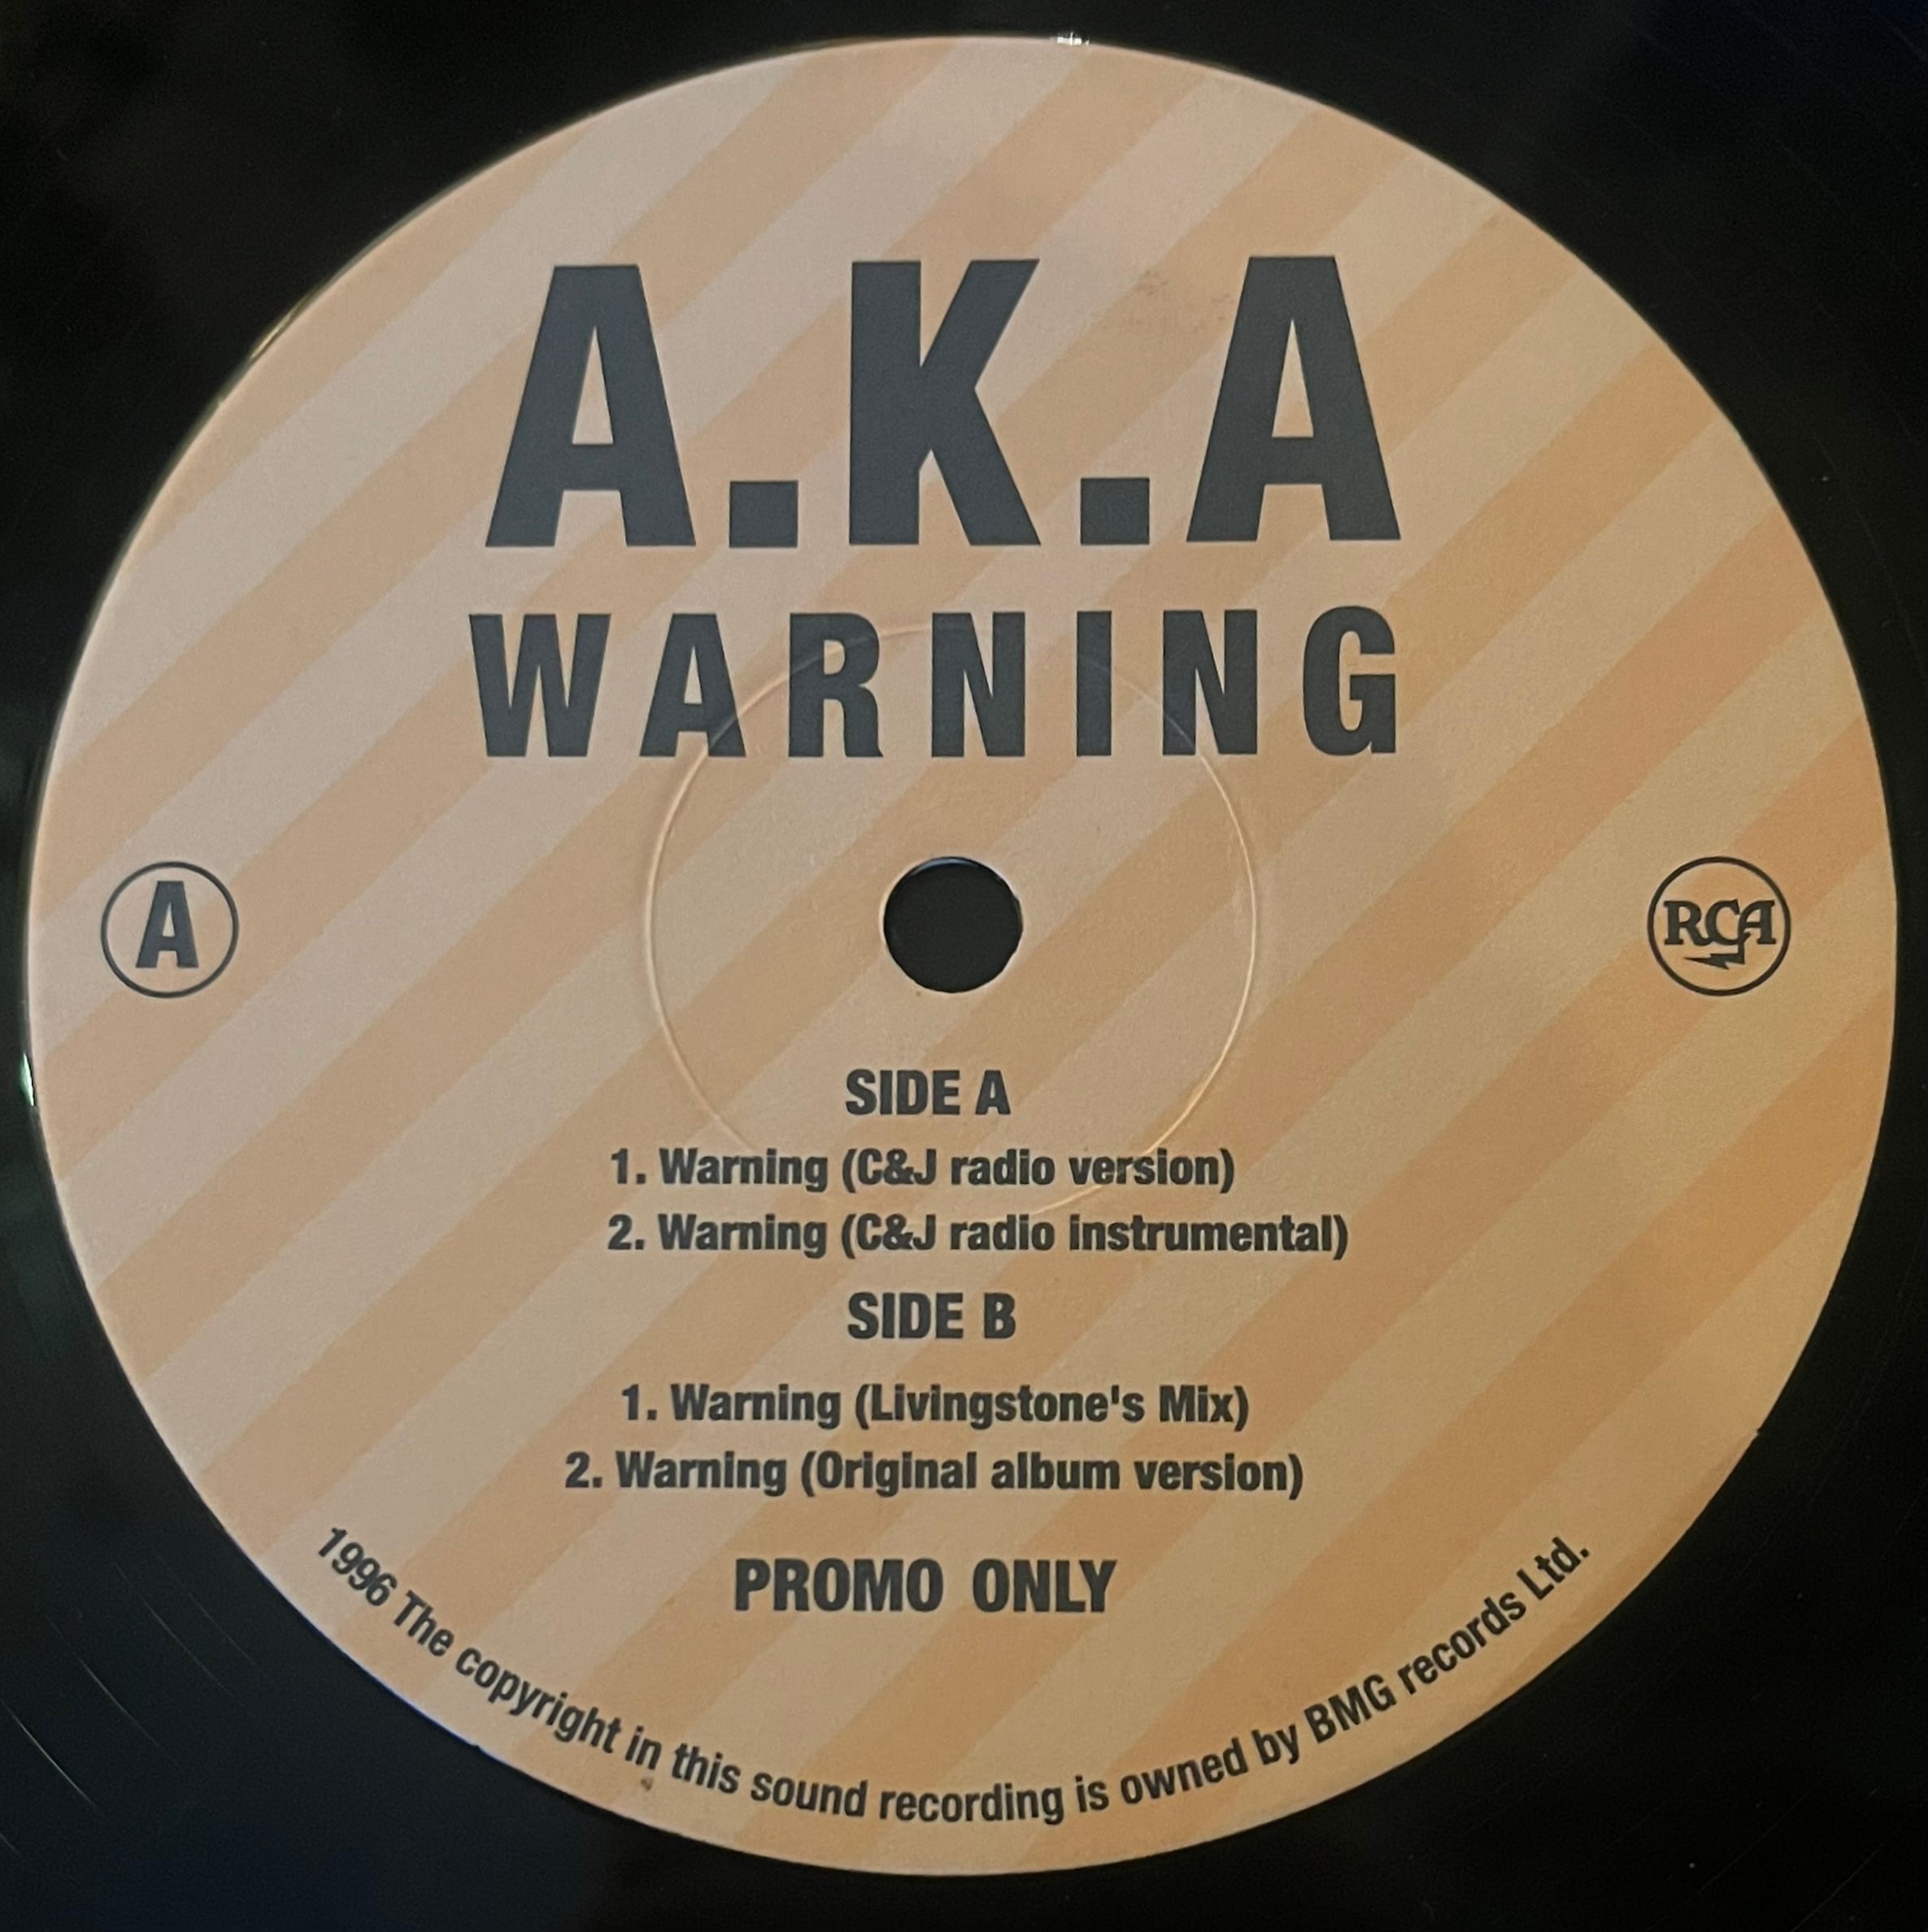 A.K.A
WARNING
A
RCA
SIDE A
1. Warning (C&J radio version)
2. Warning (C&J radio instrumental)
SIDE B
1. Warning (Livingstone's Mix)
2. Warning (Original album version)
PROMO ONLY
1996 The copyright in this sound recording is owned by BMG records Ltd.